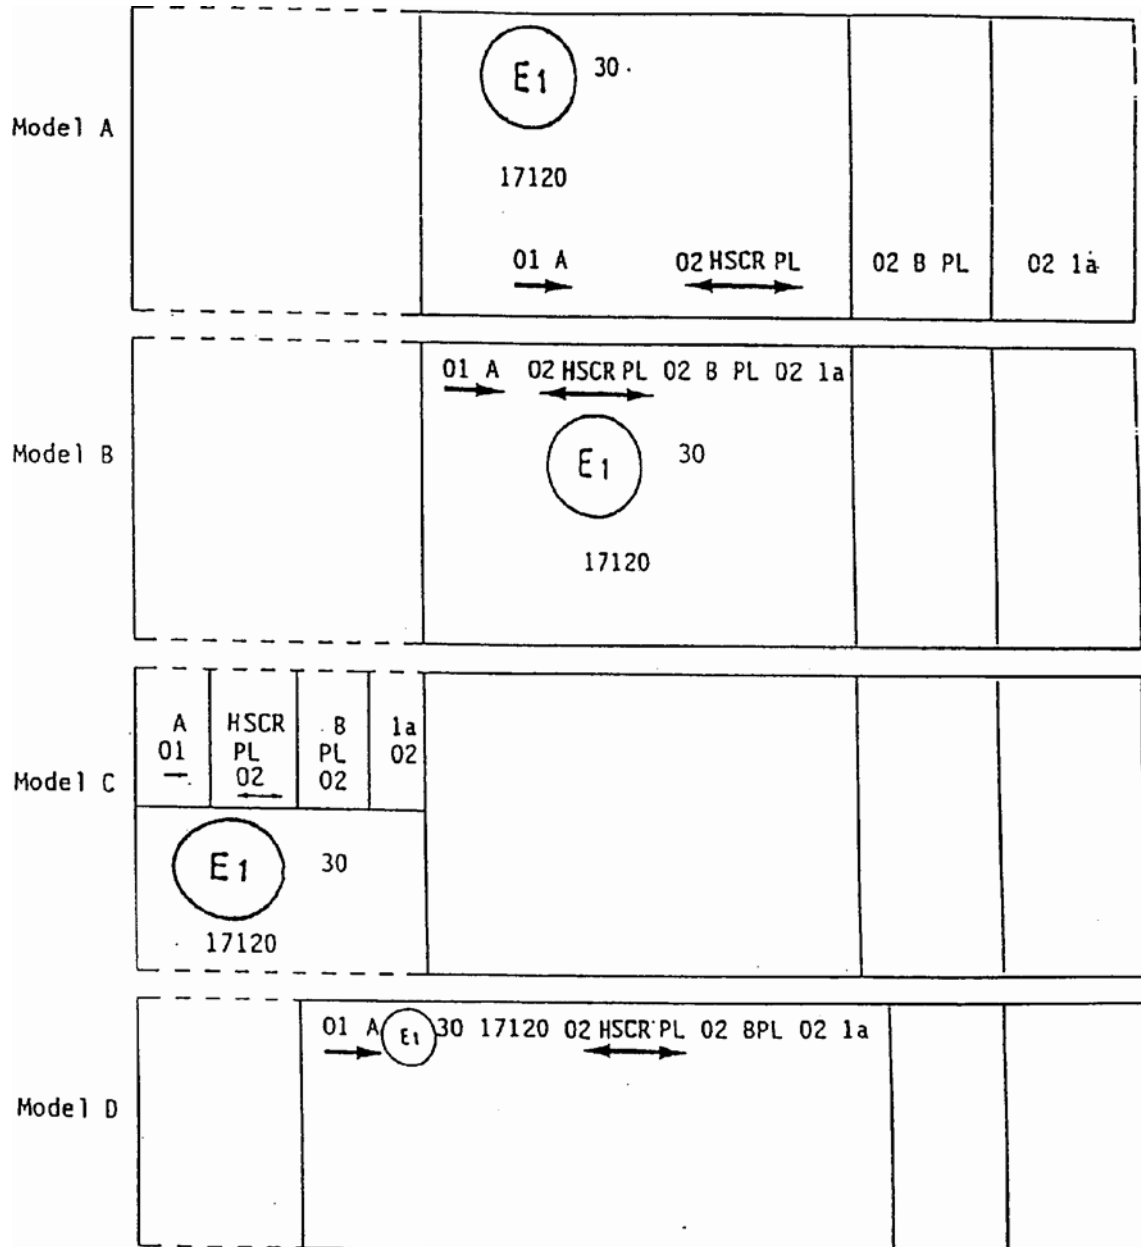 Model A
E1 30
17120
01 A 02 HSCR PL 02 B PL 02 1a
Model B
01 A 02 HSCR PL 02 B PL 02 1a
E1 30
17120
Model C
A HSCR B 1a
01 PL PL 02
02 02
E1 30
17120
Model D
01 A E1 30 17120 02 HSCR PL 02 BPL 02 1a